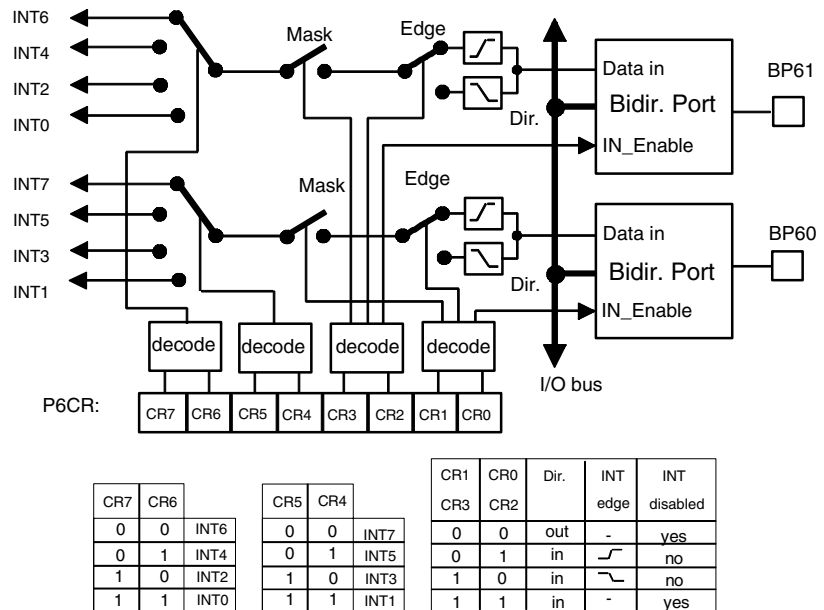 INT6
INT4
INT2
INT0
Mask
Edge
Dir.
Data in
Bidir. Port
IN_Enable
BP61
INT7
INT5
INT3
INT1
Mask
Edge
Dir.
Data in
Bidir. Port
IN_Enable
BP60
decode decode decode decode
I/O bus
P6CR: CR7 CR6 CR5 CR4 CR3 CR2 CR1 CR0
CR7 CR6
0 0 INT6
0 1 INT4
1 0 INT2
1 1 INT0
CR5 CR4
0 0 INT7
0 1 INT5
1 0 INT3
1 1 INT1
CR1 CR0 Dir. INT INT
CR3 CR2 edge disabled
0 0 out - yes
0 1 in no
1 0 in no
1 1 in - yes